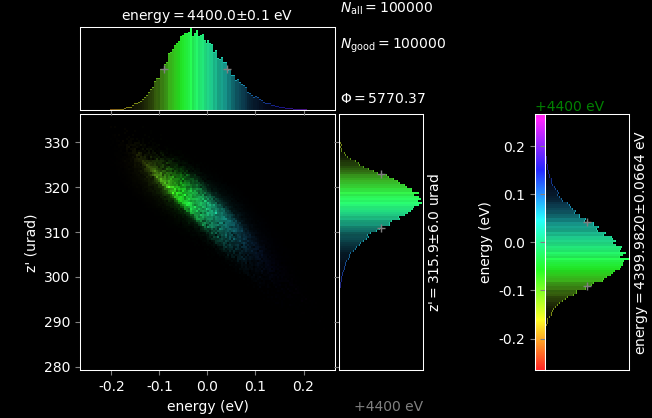 energy = 4400.0±0.1 eV
N_all = 100000
N_good = 100000
Φ = 5770.37
330
320
310
300
290
280
z' (urad)
-0.2 -0.1 0.0 0.1 0.2
energy (eV)
+4400 eV
z' = 315.9±6.0 urad
+4400 eV
0.2
0.1
0.0
-0.1
-0.2
energy (eV)
energy = 4399.9820±0.0664 eV